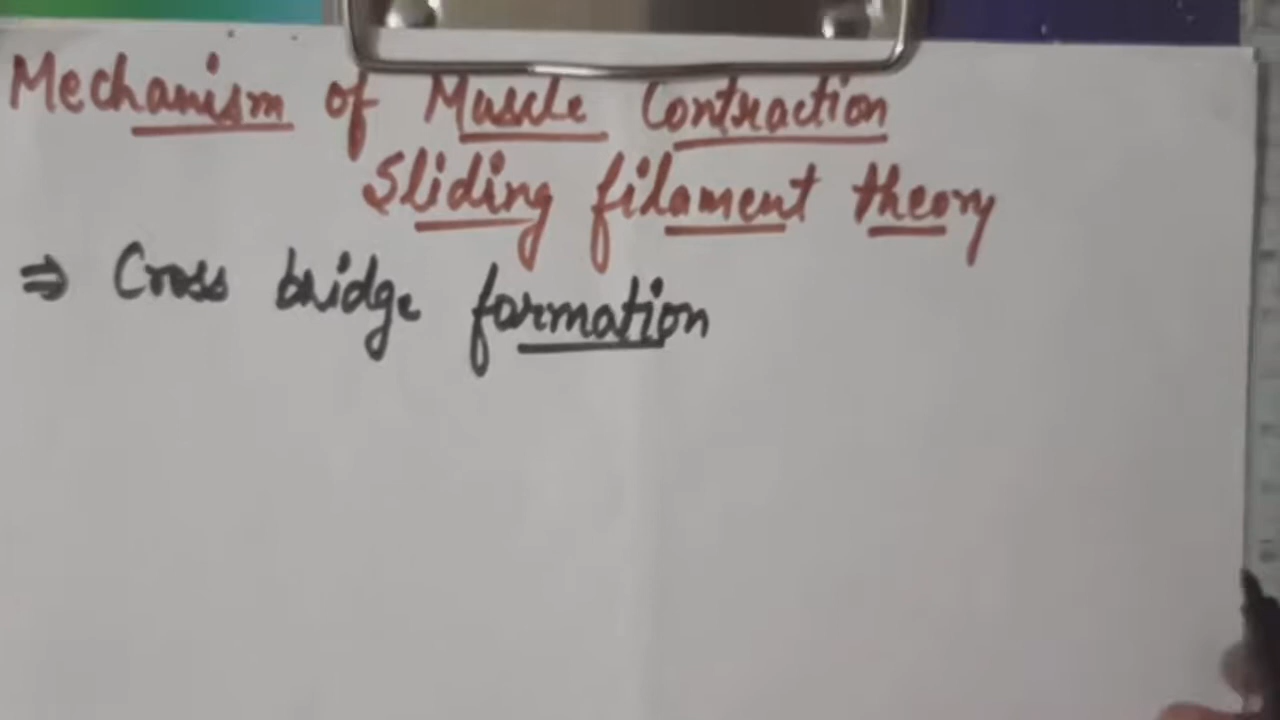 Mechanism of Muscle Contraction
Sliding filament theory
⇒ Cross bridge formation